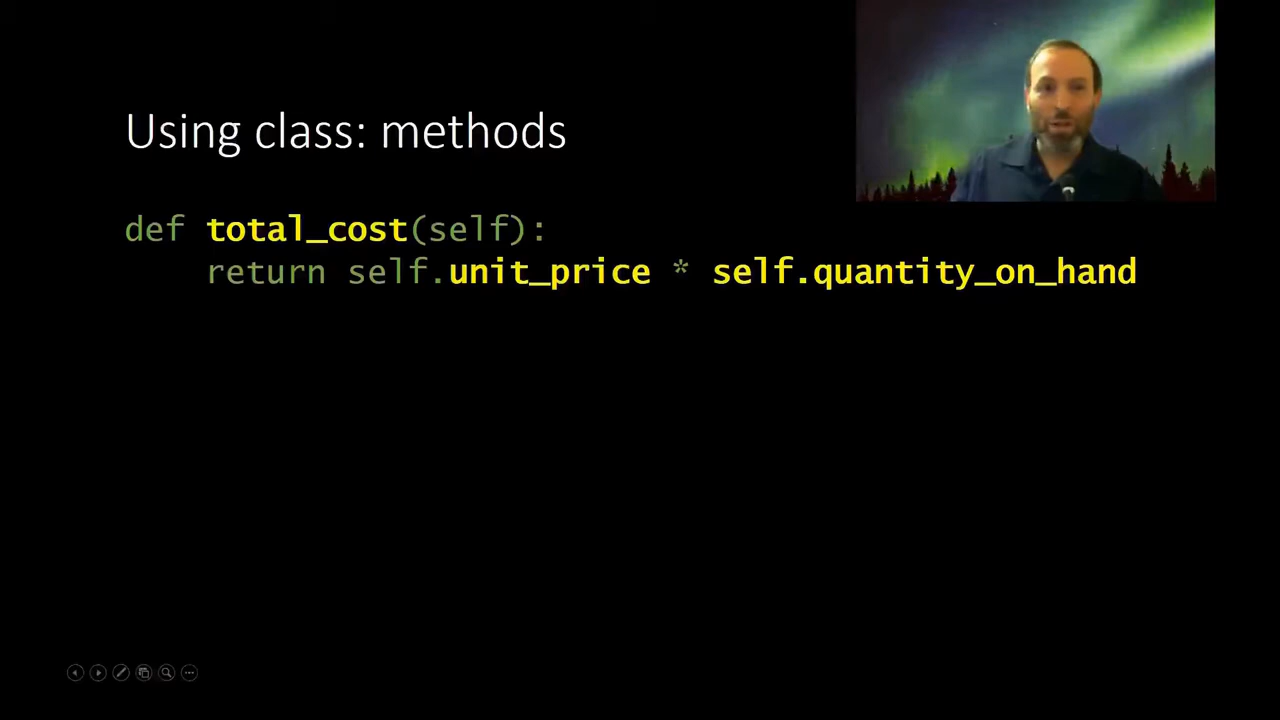 Using class: methods
def total_cost(self):
    return self.unit_price * self.quantity_on_hand